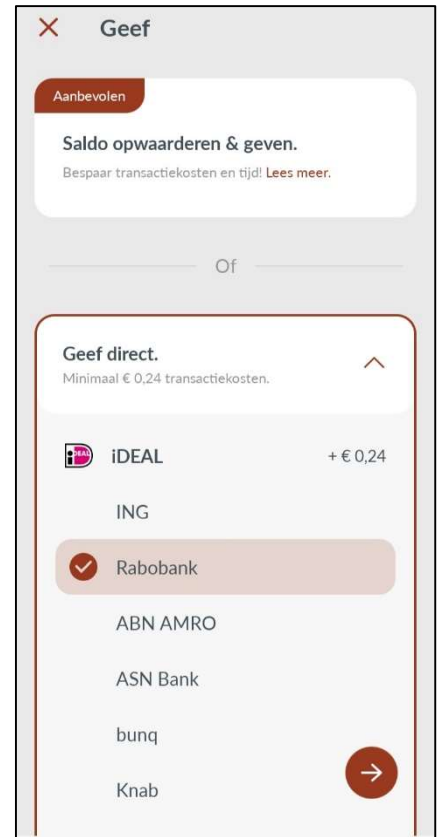 Geef
Aanbevolen
Saldo opwaarderen & geven.
Bespaar transactiekosten en tijd! Lees meer.
Of
Geef direct.
Minimaal € 0,24 transactiekosten.
iDEAL iDEAL + € 0,24
ING
Rabobank
ABN AMRO
ASN Bank
bunq
Knab